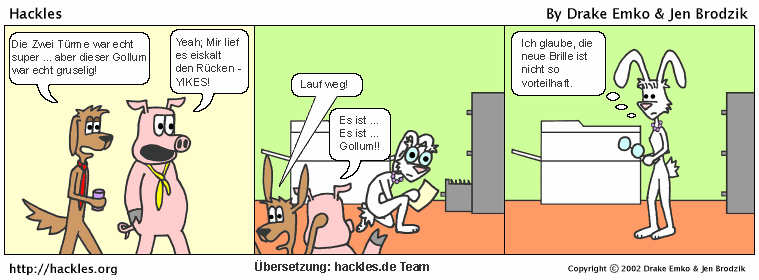 Hackles
By Drake Emko & Jen Brodzik
Die Zwei Türme war echt
super ... aber dieser Gollum
war echt gruselig!
Yeah; Mir lief
es eiskalt
den Rücken -
YIKES!
Lauf weg!
Es ist ...
Es ist ...
Gollum!!
Ich glaube, die
neue Brille ist
nicht so
vorteilhaft.
http://hackles.org
Übersetzung: hackles.de Team
Copyright © 2002 Drake Emko & Jen Brodzik